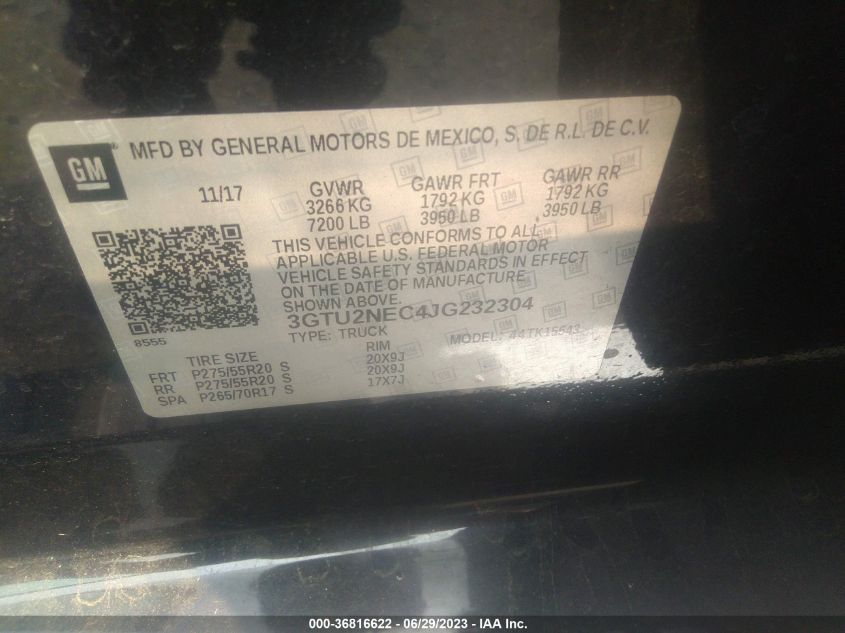 GM
MFD BY GENERAL MOTORS DE MEXICO, S. DE R.L. DE C.V.
11/17 GVWR GAWR FRT GAWR RR
3266 KG 1792 KG 1792 KG
7200 LB 3950 LB 3950 LB
THIS VEHICLE CONFORMS TO ALL
APPLICABLE U.S. FEDERAL MOTOR
VEHICLE SAFETY STANDARDS IN EFFECT
ON THE DATE OF MANUFACTURE
SHOWN ABOVE.
3GTU2NEC4JG232304
8555 TYPE: TRUCK MODEL: 44TK15543
TIRE SIZE RIM
FRT P275/55R20 S 20X9J
RR P275/55R20 S 20X9J
SPA P265/70R17 S 17X7J
000-36816622 - 06/29/2023 - IAA Inc.